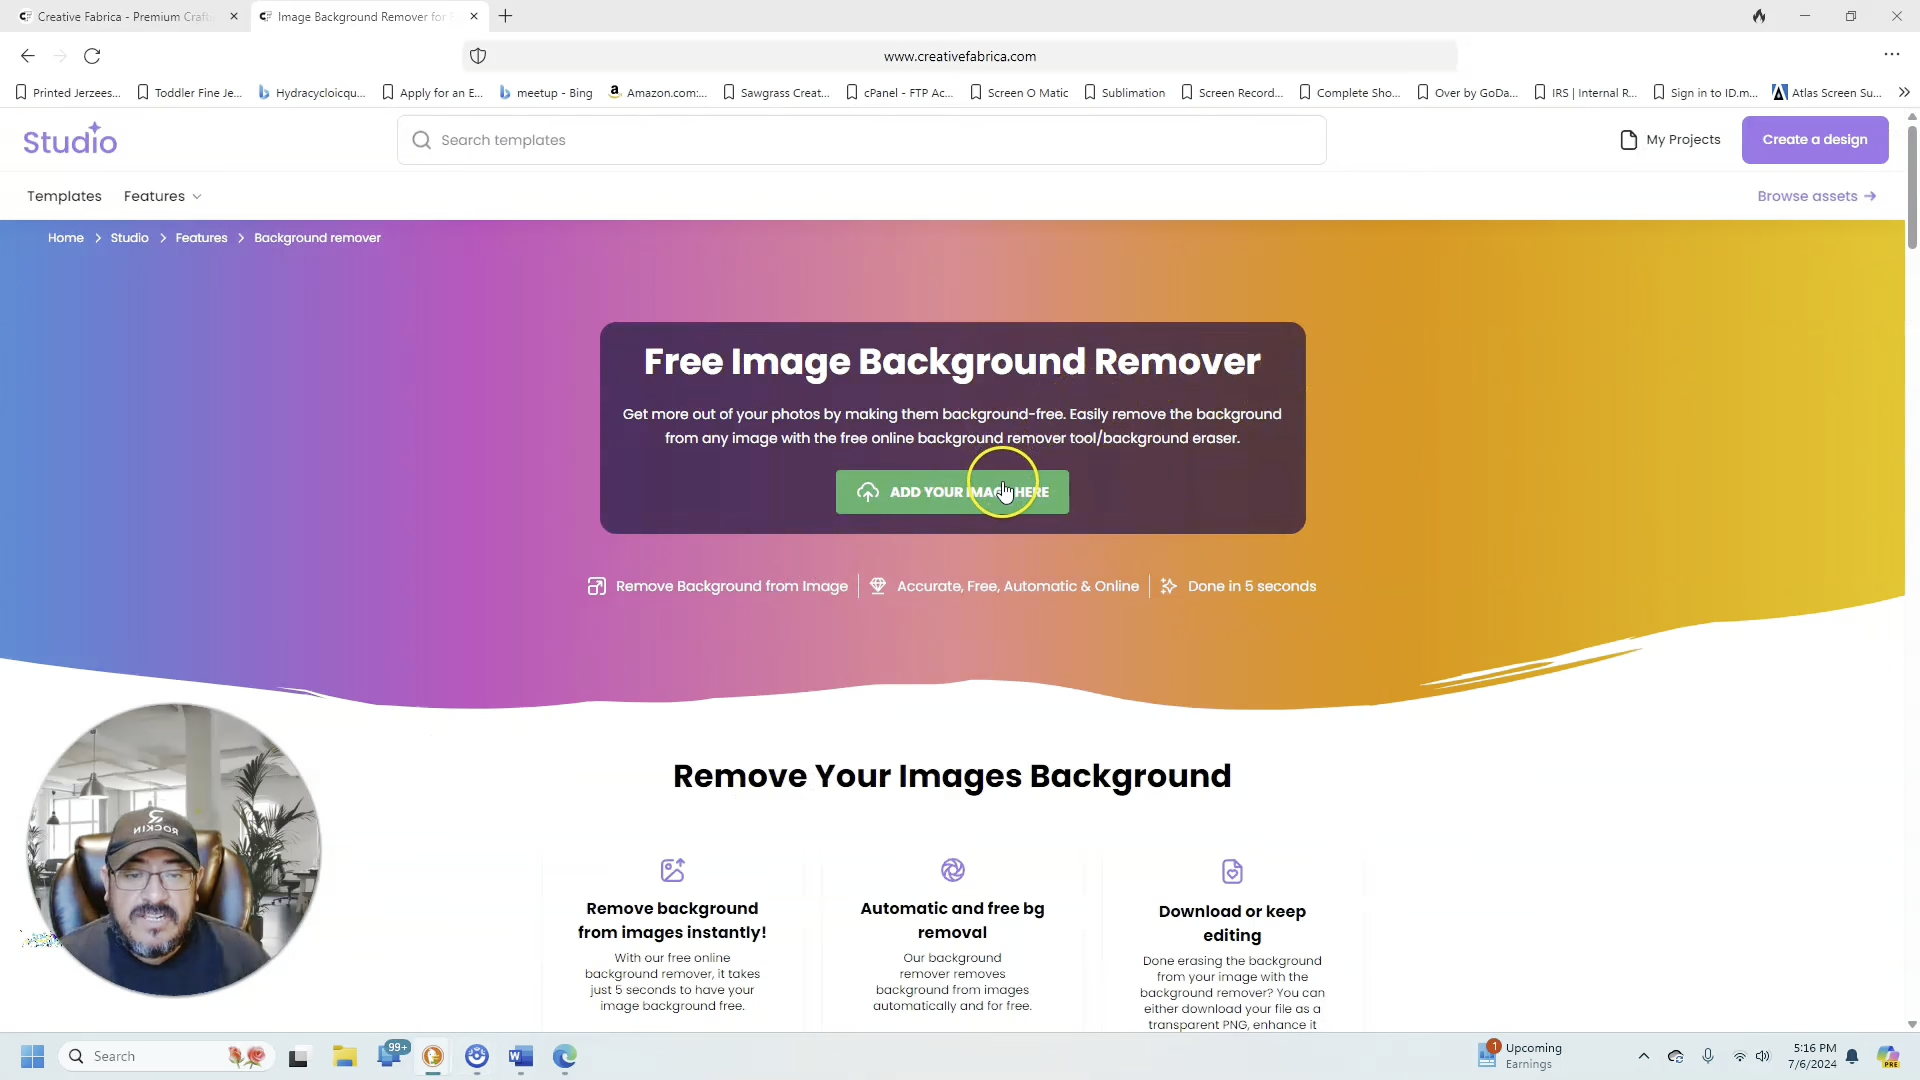 Creative Fabrica - Premium Craft
Image Background Remover for
www.creativefabrica.com
Printed Jerzees...
Toddler Fine Je...
Hydracycloicqu...
Apply for an E...
meetup - Bing
Amazon.com:...
Sawgrass Creat...
cPanel - FTP Ac...
Screen O Matic
Sublimation
Screen Record...
Complete Sho...
Over by GoDa...
IRS | Internal R...
Sign in to ID.m...
Atlas Screen Su...
Studio
Search templates
My Projects
Create a design
Templates
Features
Browse assets
Home
Studio
Features
Background remover
Free Image Background Remover
Get more out of your photos by making them background-free. Easily remove the background
from any image with the free online background remover tool/background eraser.
ADD YOUR IMAGE HERE
Remove Background from Image
Accurate, Free, Automatic & Online
Done in 5 seconds
Remove Your Images Background
Remove background
from images instantly!
With our free online
background remover, it takes
just 5 seconds to have your
image background free.
Automatic and free bg
removal
Our background
remover removes
background from images
automatically and for free.
Download or keep
editing
Done erasing the background
from your image with the
background remover? You can
either download your file as a
transparent PNG, enhance it
ROCKIN
Search
99+
1
Upcoming
Earnings
5:16 PM
7/6/2024
PRE